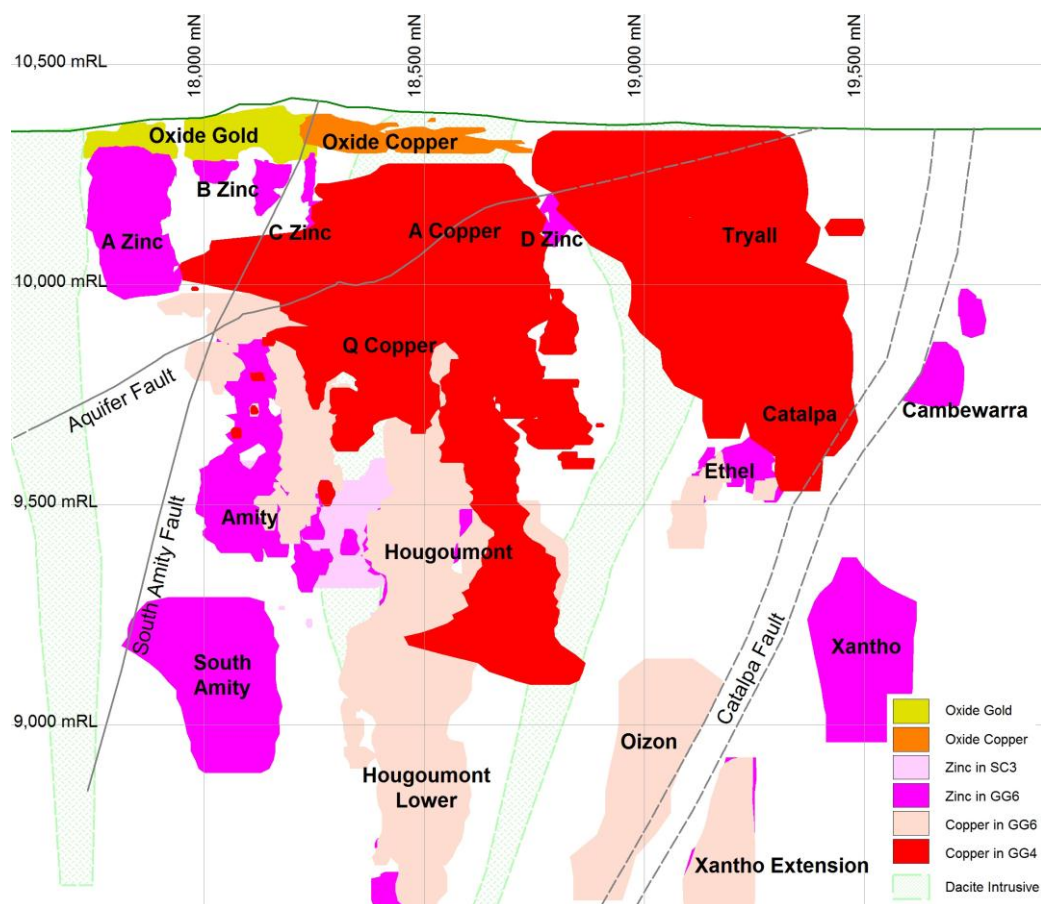 18,000 mN
18,500 mN
19,000 mN
19,500 mN
10,500 mRL
Oxide Gold
Oxide Copper
B Zinc
A Zinc
C Zinc
A Copper
D Zinc
Tryall
10,000 mRL
Q Copper
Aquifer Fault
Catalpa
Cambewarra
Ethel
9,500 mRL
Amity
Hougoumont
South Amity Fault
Xantho
South
Amity
Catalpa Fault
9,000 mRL
Oizon
Hougoumont
Lower
Xantho Extension
Oxide Gold
Oxide Copper
Zinc in SC3
Zinc in GG6
Copper in GG6
Copper in GG4
Dacite Intrusive